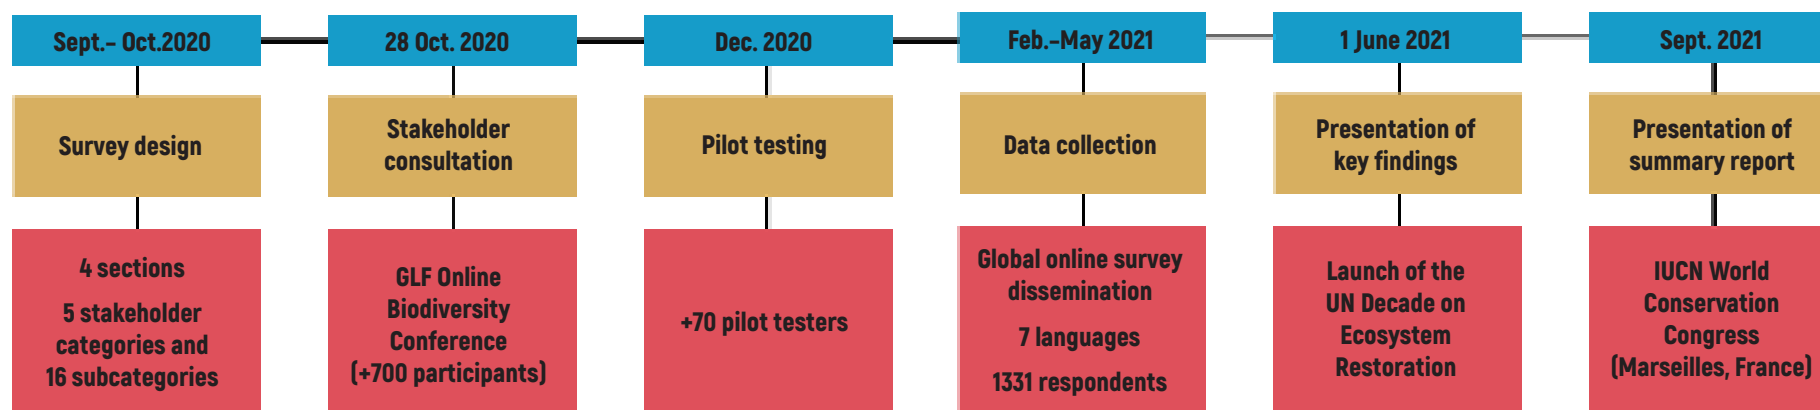 Sept.- Oct.2020
28 Oct. 2020
Dec. 2020
Feb.-May 2021
1 June 2021
Sept. 2021
Survey design
Stakeholder
consultation
Pilot testing
Data collection
Presentation of
key findings
Presentation of
summary report
4 sections
5 stakeholder
categories and
16 subcategories
GLF Online
Biodiversity
Conference
(+700 participants)
+70 pilot testers
Global online survey
dissemination
7 languages
1331 respondents
Launch of the
UN Decade on
Ecosystem
Restoration
IUCN World
Conservation
Congress
(Marseilles, France)